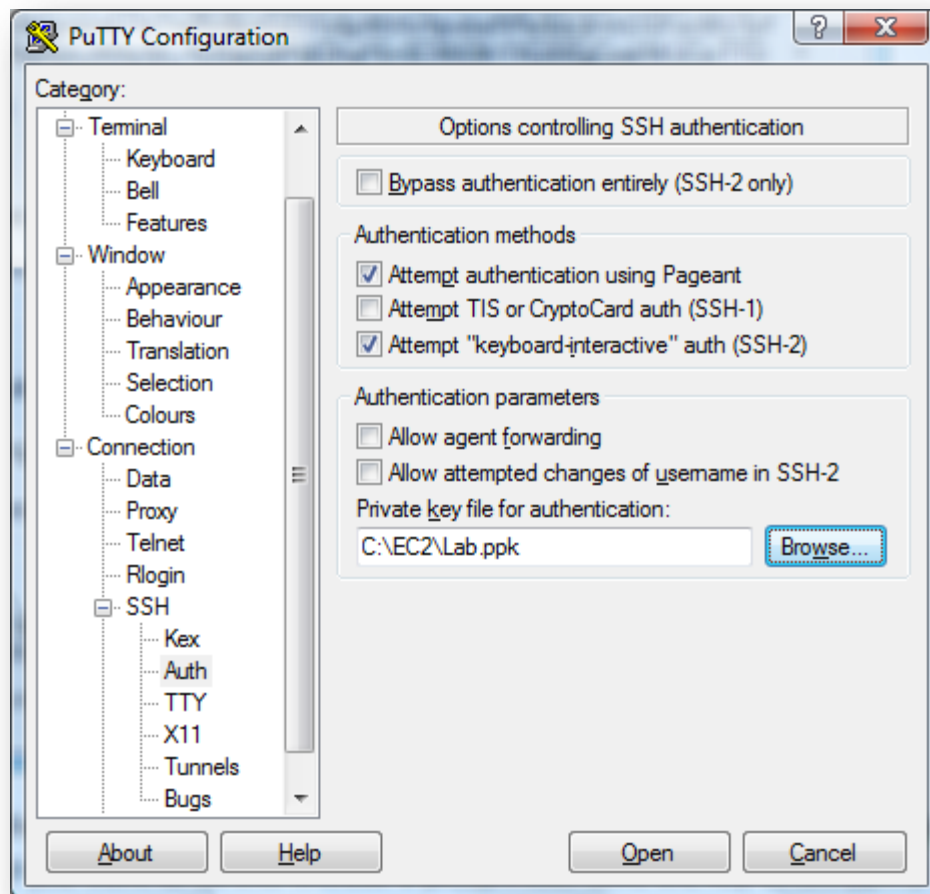 PuTTY Configuration
Category:
Terminal
Keyboard
Bell
Features
Window
Appearance
Behaviour
Translation
Selection
Colours
Connection
Data
Proxy
Telnet
Rlogin
SSH
Kex
Auth
TTY
X11
Tunnels
Bugs
Options controlling SSH authentication
Bypass authentication entirely (SSH-2 only)
Authentication methods
Attempt authentication using Pageant
Attempt TIS or CryptoCard auth (SSH-1)
Attempt "keyboard-interactive" auth (SSH-2)
Authentication parameters
Allow agent forwarding
Allow attempted changes of username in SSH-2
Private key file for authentication:
C:\EC2\Lab.ppk
Browse...
About
Help
Open
Cancel